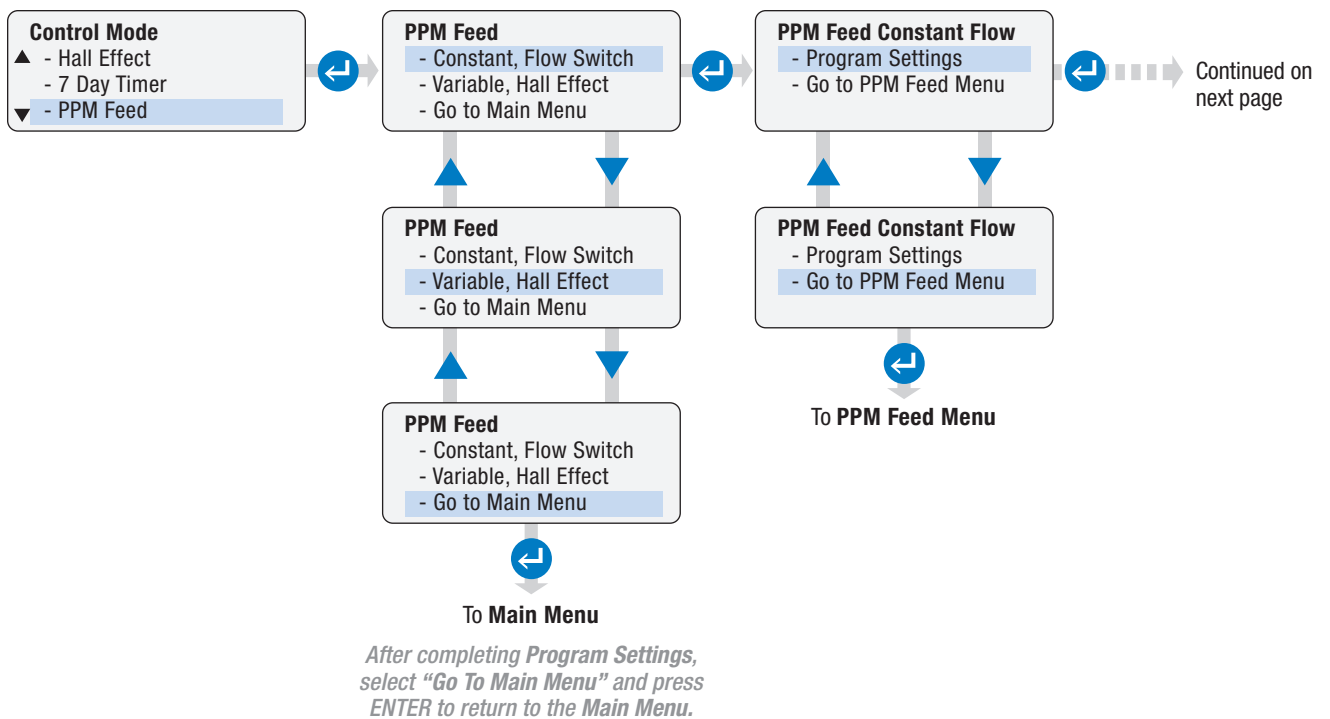 Control Mode
- Hall Effect
- 7 Day Timer
- PPM Feed
PPM Feed
- Constant, Flow Switch
- Variable, Hall Effect
- Go to Main Menu
PPM Feed Constant Flow
- Program Settings
- Go to PPM Feed Menu
Continued on
next page
PPM Feed
- Constant, Flow Switch
- Variable, Hall Effect
- Go to Main Menu
PPM Feed Constant Flow
- Program Settings
- Go to PPM Feed Menu
To PPM Feed Menu
PPM Feed
- Constant, Flow Switch
- Variable, Hall Effect
- Go to Main Menu
To Main Menu
After completing Program Settings,
select “Go To Main Menu” and press
ENTER to return to the Main Menu.